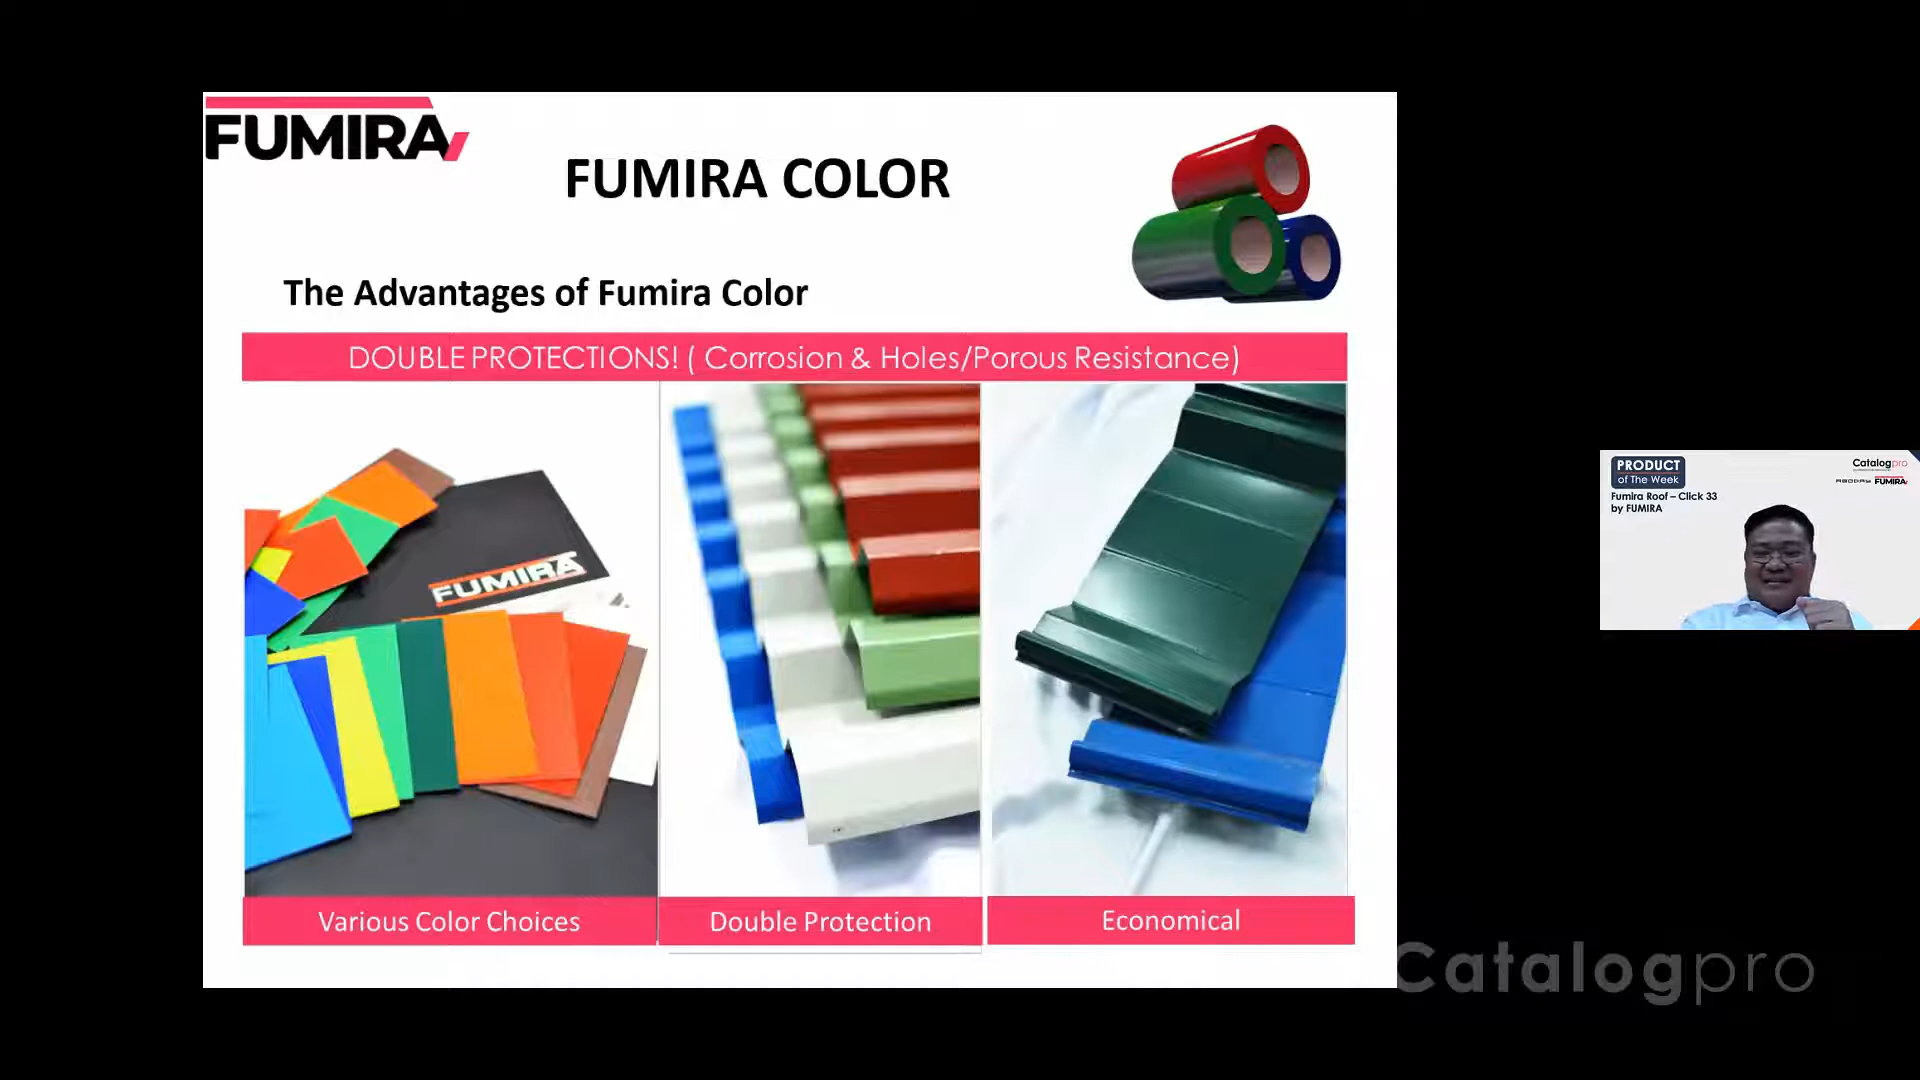 FUMIRA
FUMIRA COLOR
The Advantages of Fumira Color
DOUBLE PROTECTIONS! ( Corrosion & Holes/Porous Resistance)
FUMIRA
Various Color Choices
Double Protection
Economical
PRODUCT
of The Week
Fumira Roof – Click 33
by FUMIRA
Catalogpro
FUMIRA
Catalogpro